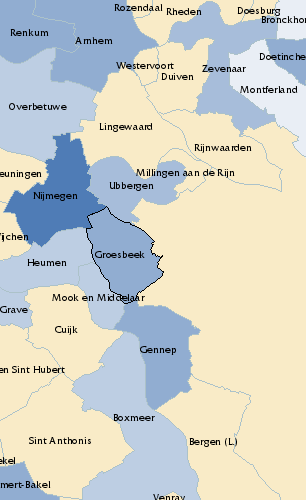 Rozendaal
Rheden
Doesburg
Bronckhor
Renkum
Arnhem
Doetinche
Westervoort
Zevenaar
Duiven
Montferland
Overbetuwe
Lingewaard
Rijnwaarden
euningen
Millingen aan de Rijn
Ubbergen
Nijmegen
Wijchen
Groesbeek
Heumen
Mook en Middelaar
Grave
Cuijk
Gennep
en Sint Hubert
Boxmeer
Sint Anthonis
Bergen (L)
ekel
mert-Bakel
Venray